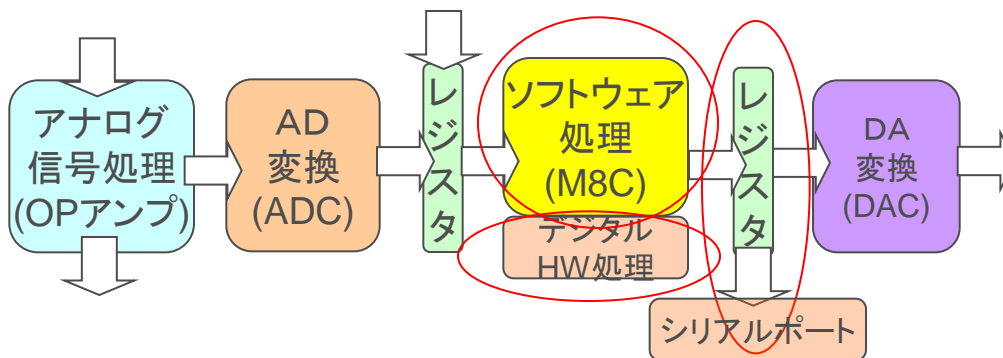 アナログ
信号処理
(OPアンプ)
AD
変換
(ADC)
レジスタ
ソフトウェア
処理
(M8C)
デジタル
HW処理
レジスタ
シリアルポート
DA
変換
(DAC)